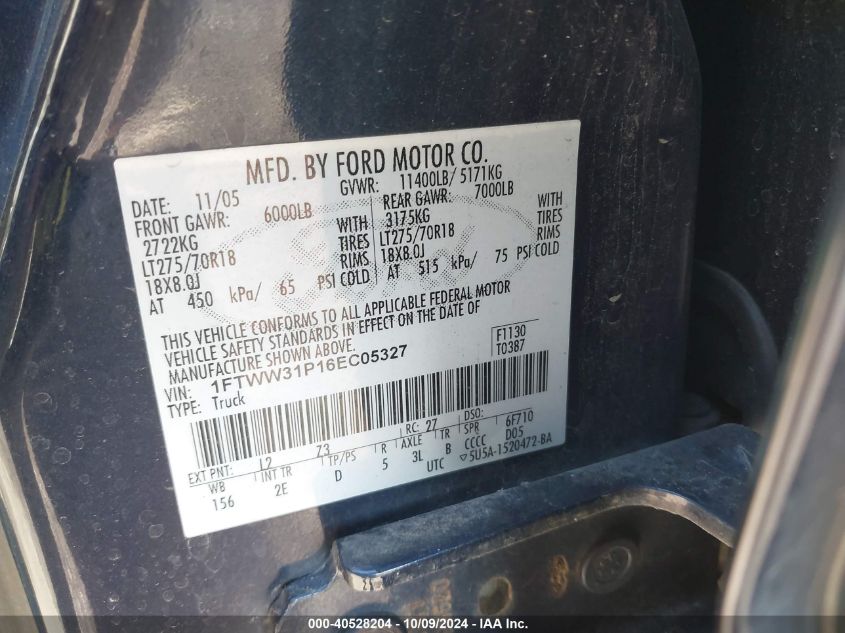 MFD. BY FORD MOTOR CO.
DATE: 11/05 GVWR: 11400LB/ 5171KG
FRONT GAWR: 6000LB REAR GAWR: 7000LB
2722KG WITH 3175KG WITH
LT275/70R18 TIRES LT275/70R18 TIRES
18X8.0J RIMS 18X8.0J RIMS
AT 450 kPa/ 65 PSI COLD AT 515 kPa/ 75 PSI COLD
THIS VEHICLE CONFORMS TO ALL APPLICABLE FEDERAL MOTOR
VEHICLE SAFETY STANDARDS IN EFFECT ON THE DATE OF
MANUFACTURE SHOWN ABOVE.
VIN: 1FTWW31P16EC05327 F1130
TYPE: Truck T0387
EXT PNT: L2 Z3 RC: 27 DSO: 6F710
WB INT TR TP/PS R AXLE TR SPR D05
156 2E D 5 3L B CCCC
UTC ▽5U5A-1520472-BA
000-40528204 - 10/09/2024 - IAA Inc.